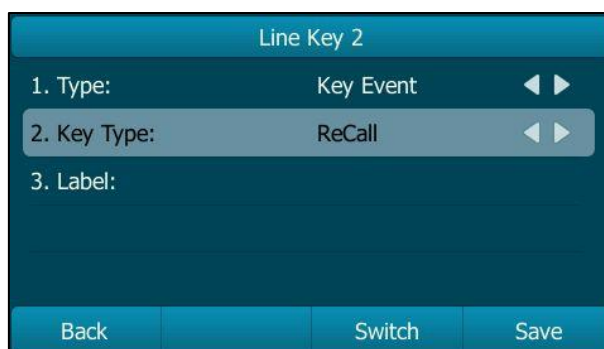 Line Key 2
1. Type: Key Event
2. Key Type: ReCall
3. Label:
Back Switch Save